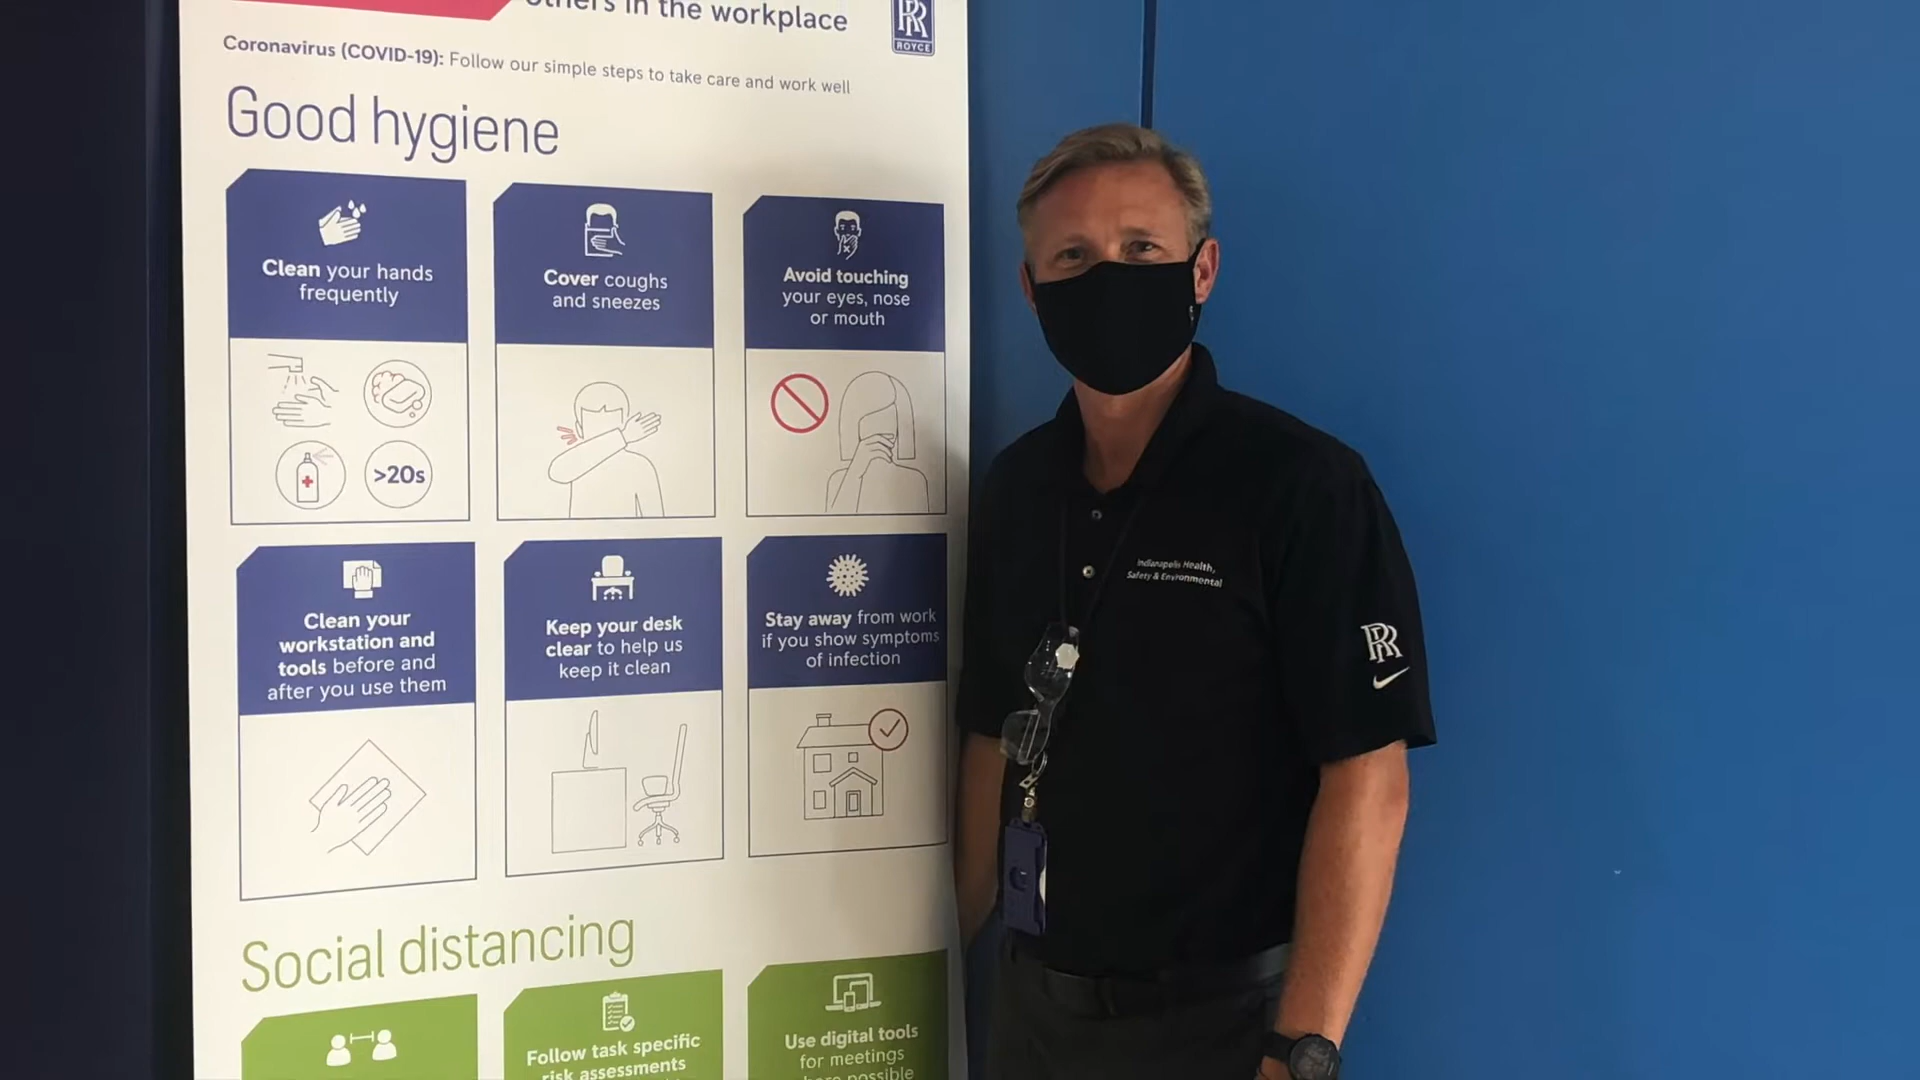 in the workplace
ROYCE
Coronavirus (COVID-19): Follow our simple steps to take care and work well
Good hygiene
Clean your hands
frequently
Cover coughs
and sneezes
Avoid touching
your eyes, nose
or mouth
>20s
Clean your
workstation and
tools before and
after you use them
Keep your desk
clear to help us
keep it clean
Stay away from work
if you show symptoms
of infection
Social distancing
Follow task specific
risk assessments
Use digital tools
for meetings
possible
Indianapolis Health,
Safety & Environmental
RR